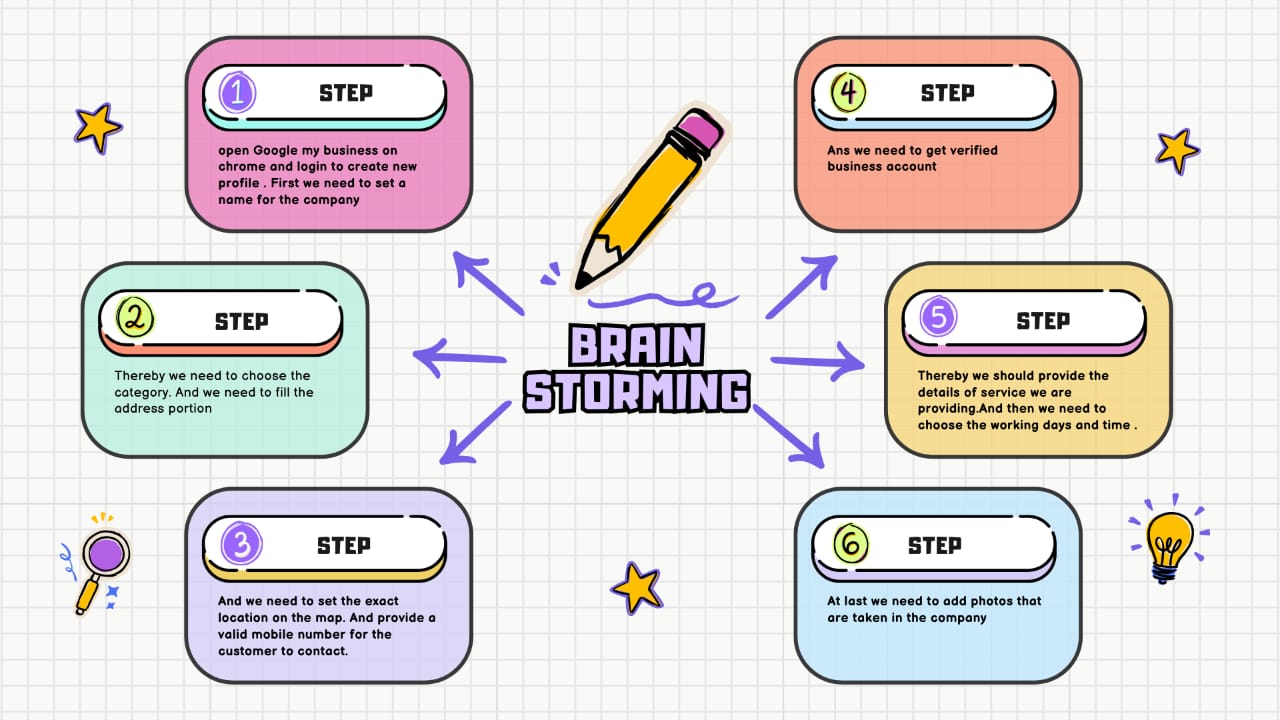 1 STEP
open Google my business on
chrome and login to create new
profile . First we need to set a
name for the company
2 STEP
Thereby we need to choose the
category. And we need to fill the
address portion
3 STEP
And we need to set the exact
location on the map. And provide a
valid mobile number for the
customer to contact.
BRAIN
STORMING
4 STEP
Ans we need to get verified
business account
5 STEP
Thereby we should provide the
details of service we are
providing.And then we need to
choose the working days and time .
6 STEP
At last we need to add photos that
are taken in the company